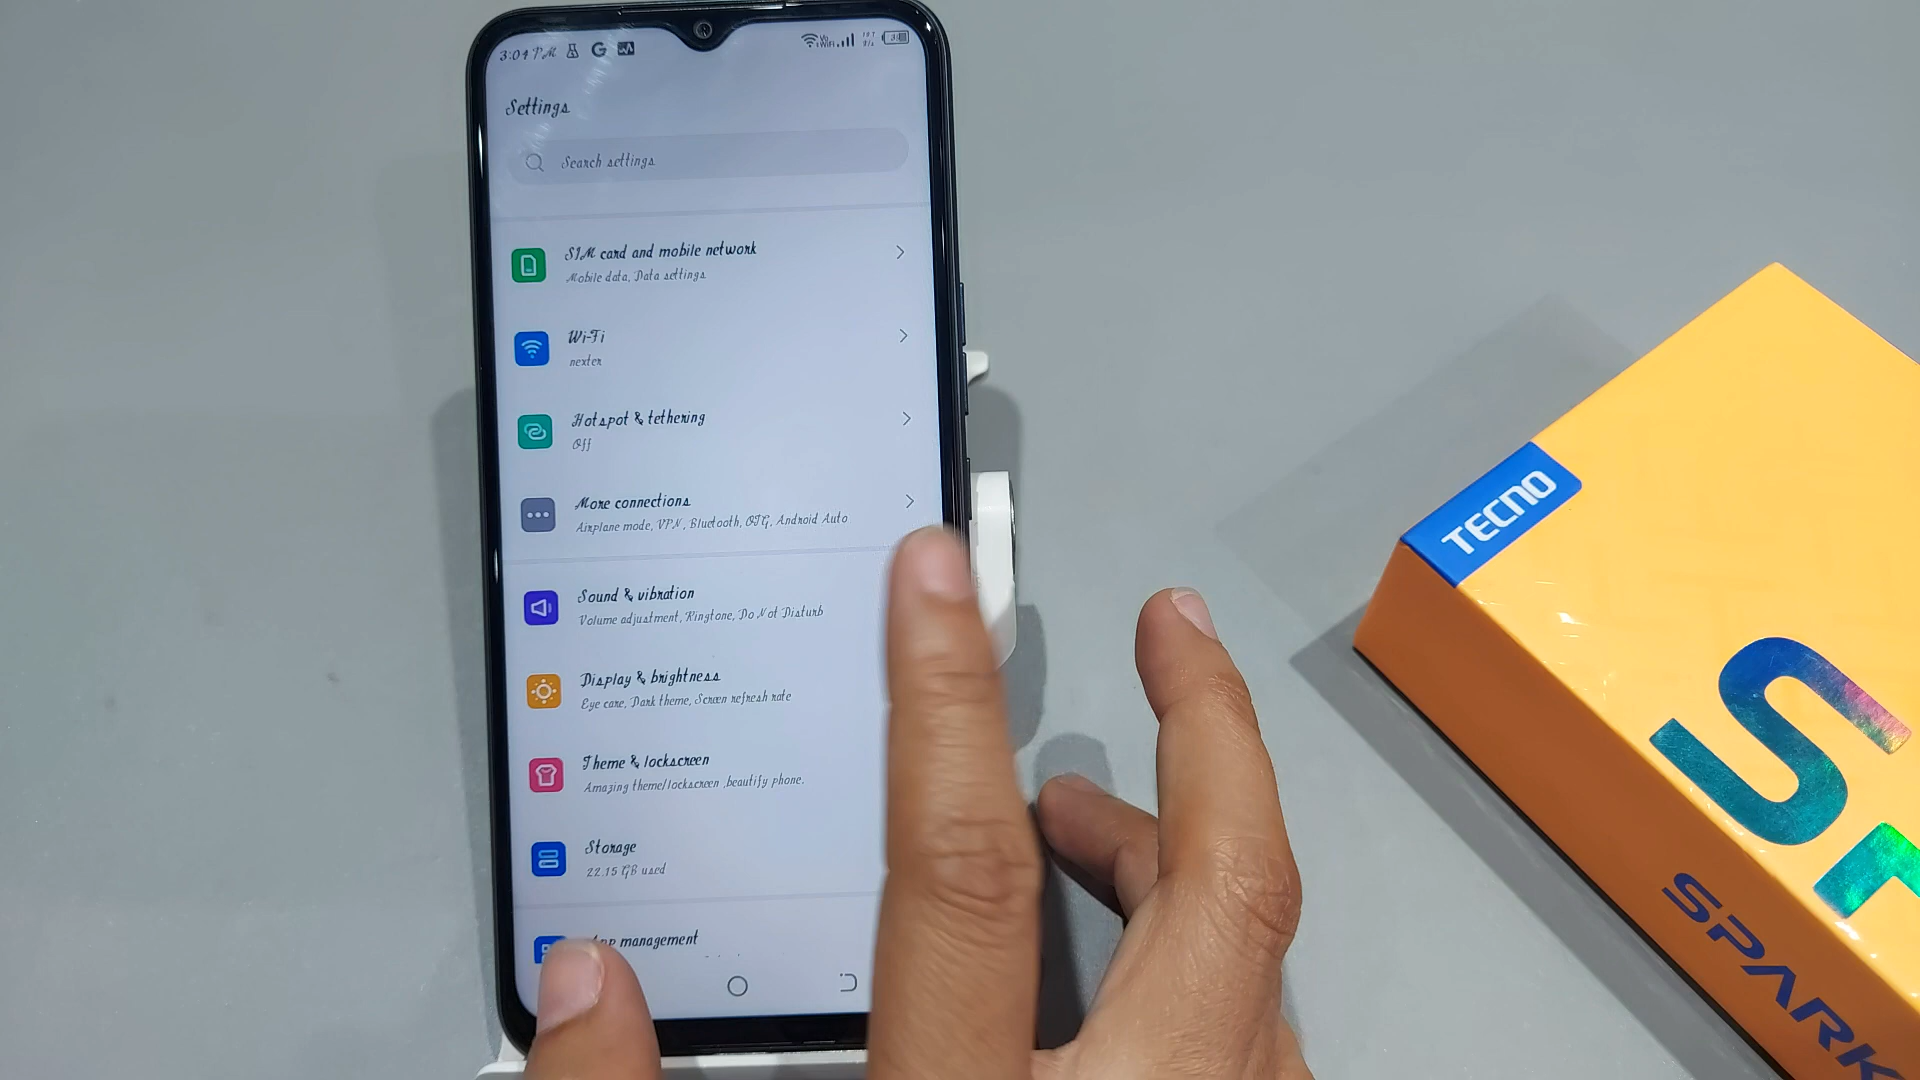 3:04 PM
Settings
Search settings
SIM card and mobile network
Mobile data, Data settings
Wi-Fi
nexter
Hotspot & tethering
Off
More connections
Airplane mode, VPN, Bluetooth, OTG, Android Auto
Sound & vibration
Volume adjustment, Ringtone, Do Not Disturb
Display & brightness
Eye care, Dark theme, Screen refresh rate
Theme & lockscreen
Amazing theme/lockscreen ,beautify phone.
Storage
22.15 GB used
App management
TECNO
SP
SPARK